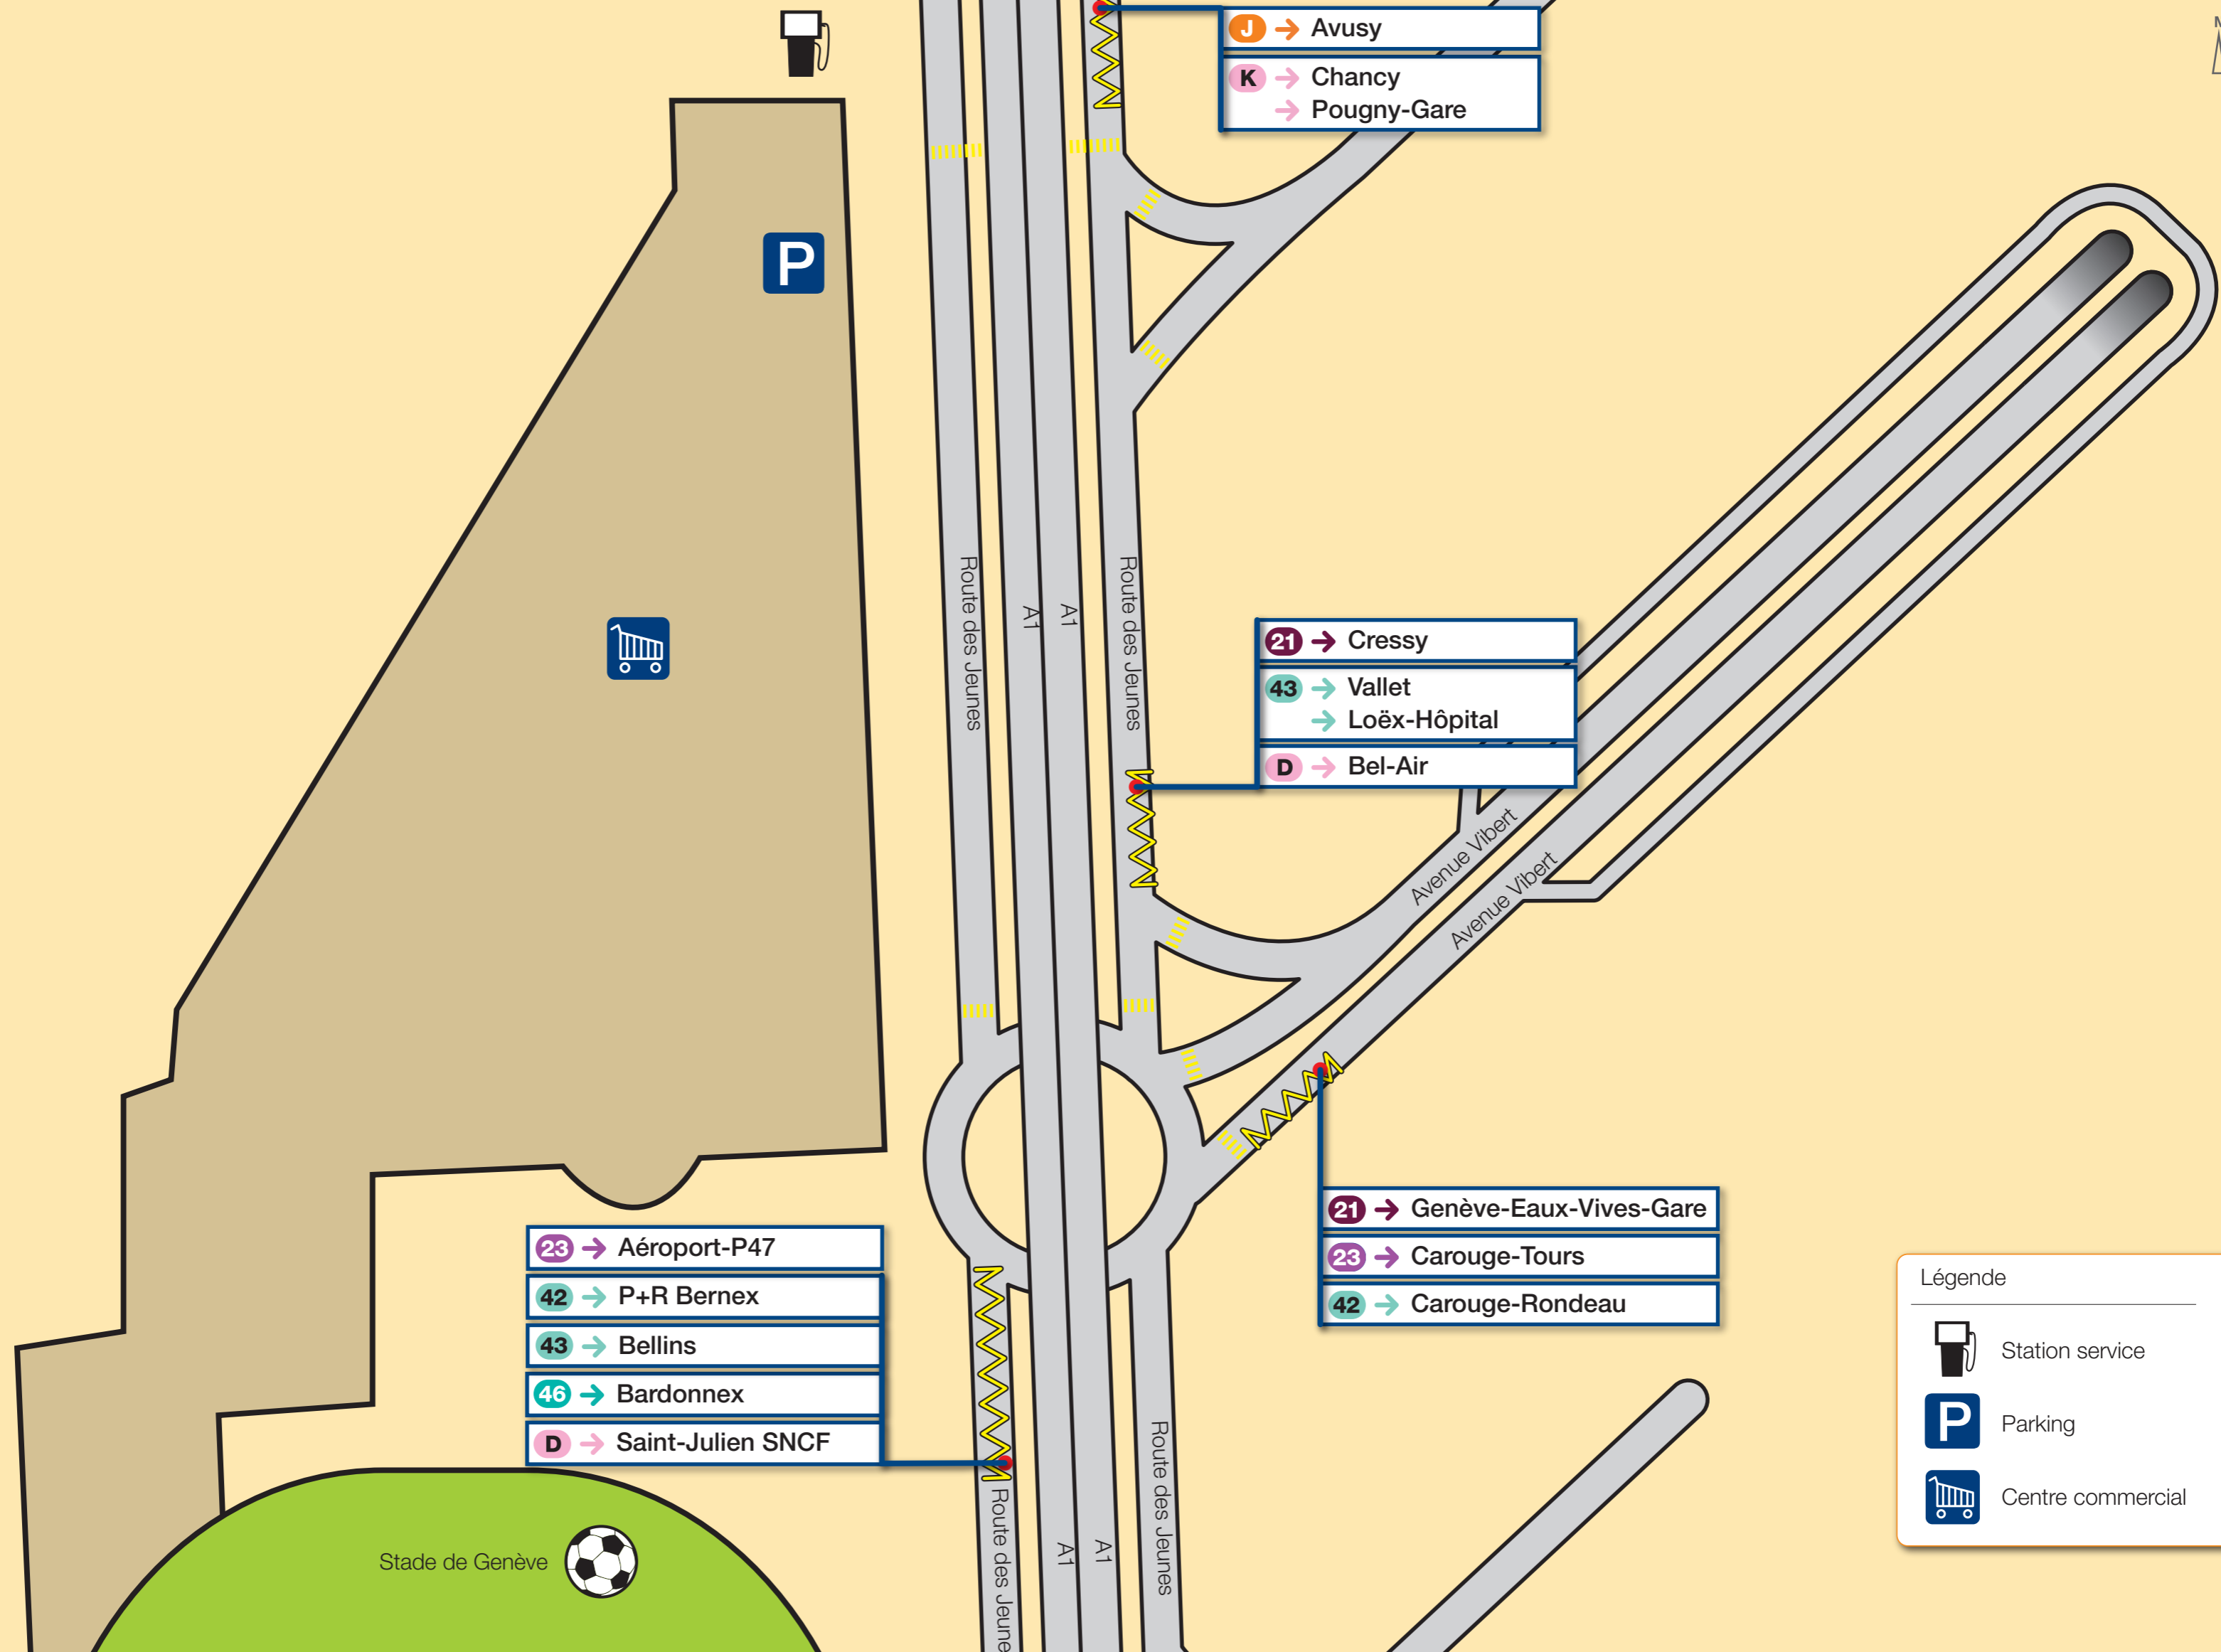 J → Avusy
K → Chancy
→ Pougny-Gare
N
P
Route des Jeunes
A1
A1
Route des Jeunes
21 → Cressy
43 → Vallet
→ Loëx-Hôpital
D → Bel-Air
Avenue Vibert
Avenue Vibert
21 → Genève-Eaux-Vives-Gare
23 → Carouge-Tours
42 → Carouge-Rondeau
23 → Aéroport-P47
42 → P+R Bernex
43 → Bellins
46 → Bardonnex
D → Saint-Julien SNCF
Route des Jeune
A1
A1
Route des Jeunes
Stade de Genève
Légende
Station service
P Parking
Centre commercial